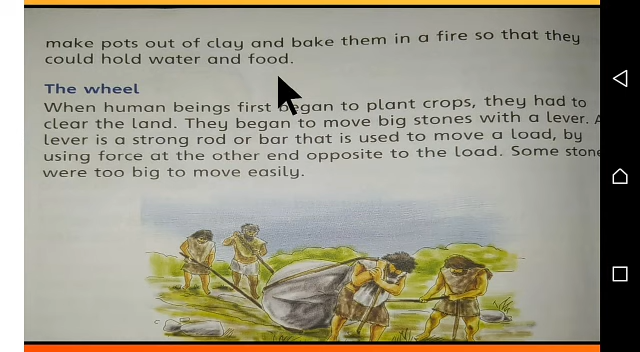 make pots out of clay and bake them in a fire so that they
could hold water and food.
The wheel
When human beings first began to plant crops, they had to
clear the land. They began to move big stones with a lever. A
lever is a strong rod or bar that is used to move a load, by
using force at the other end opposite to the load. Some stone
were too big to move easily.